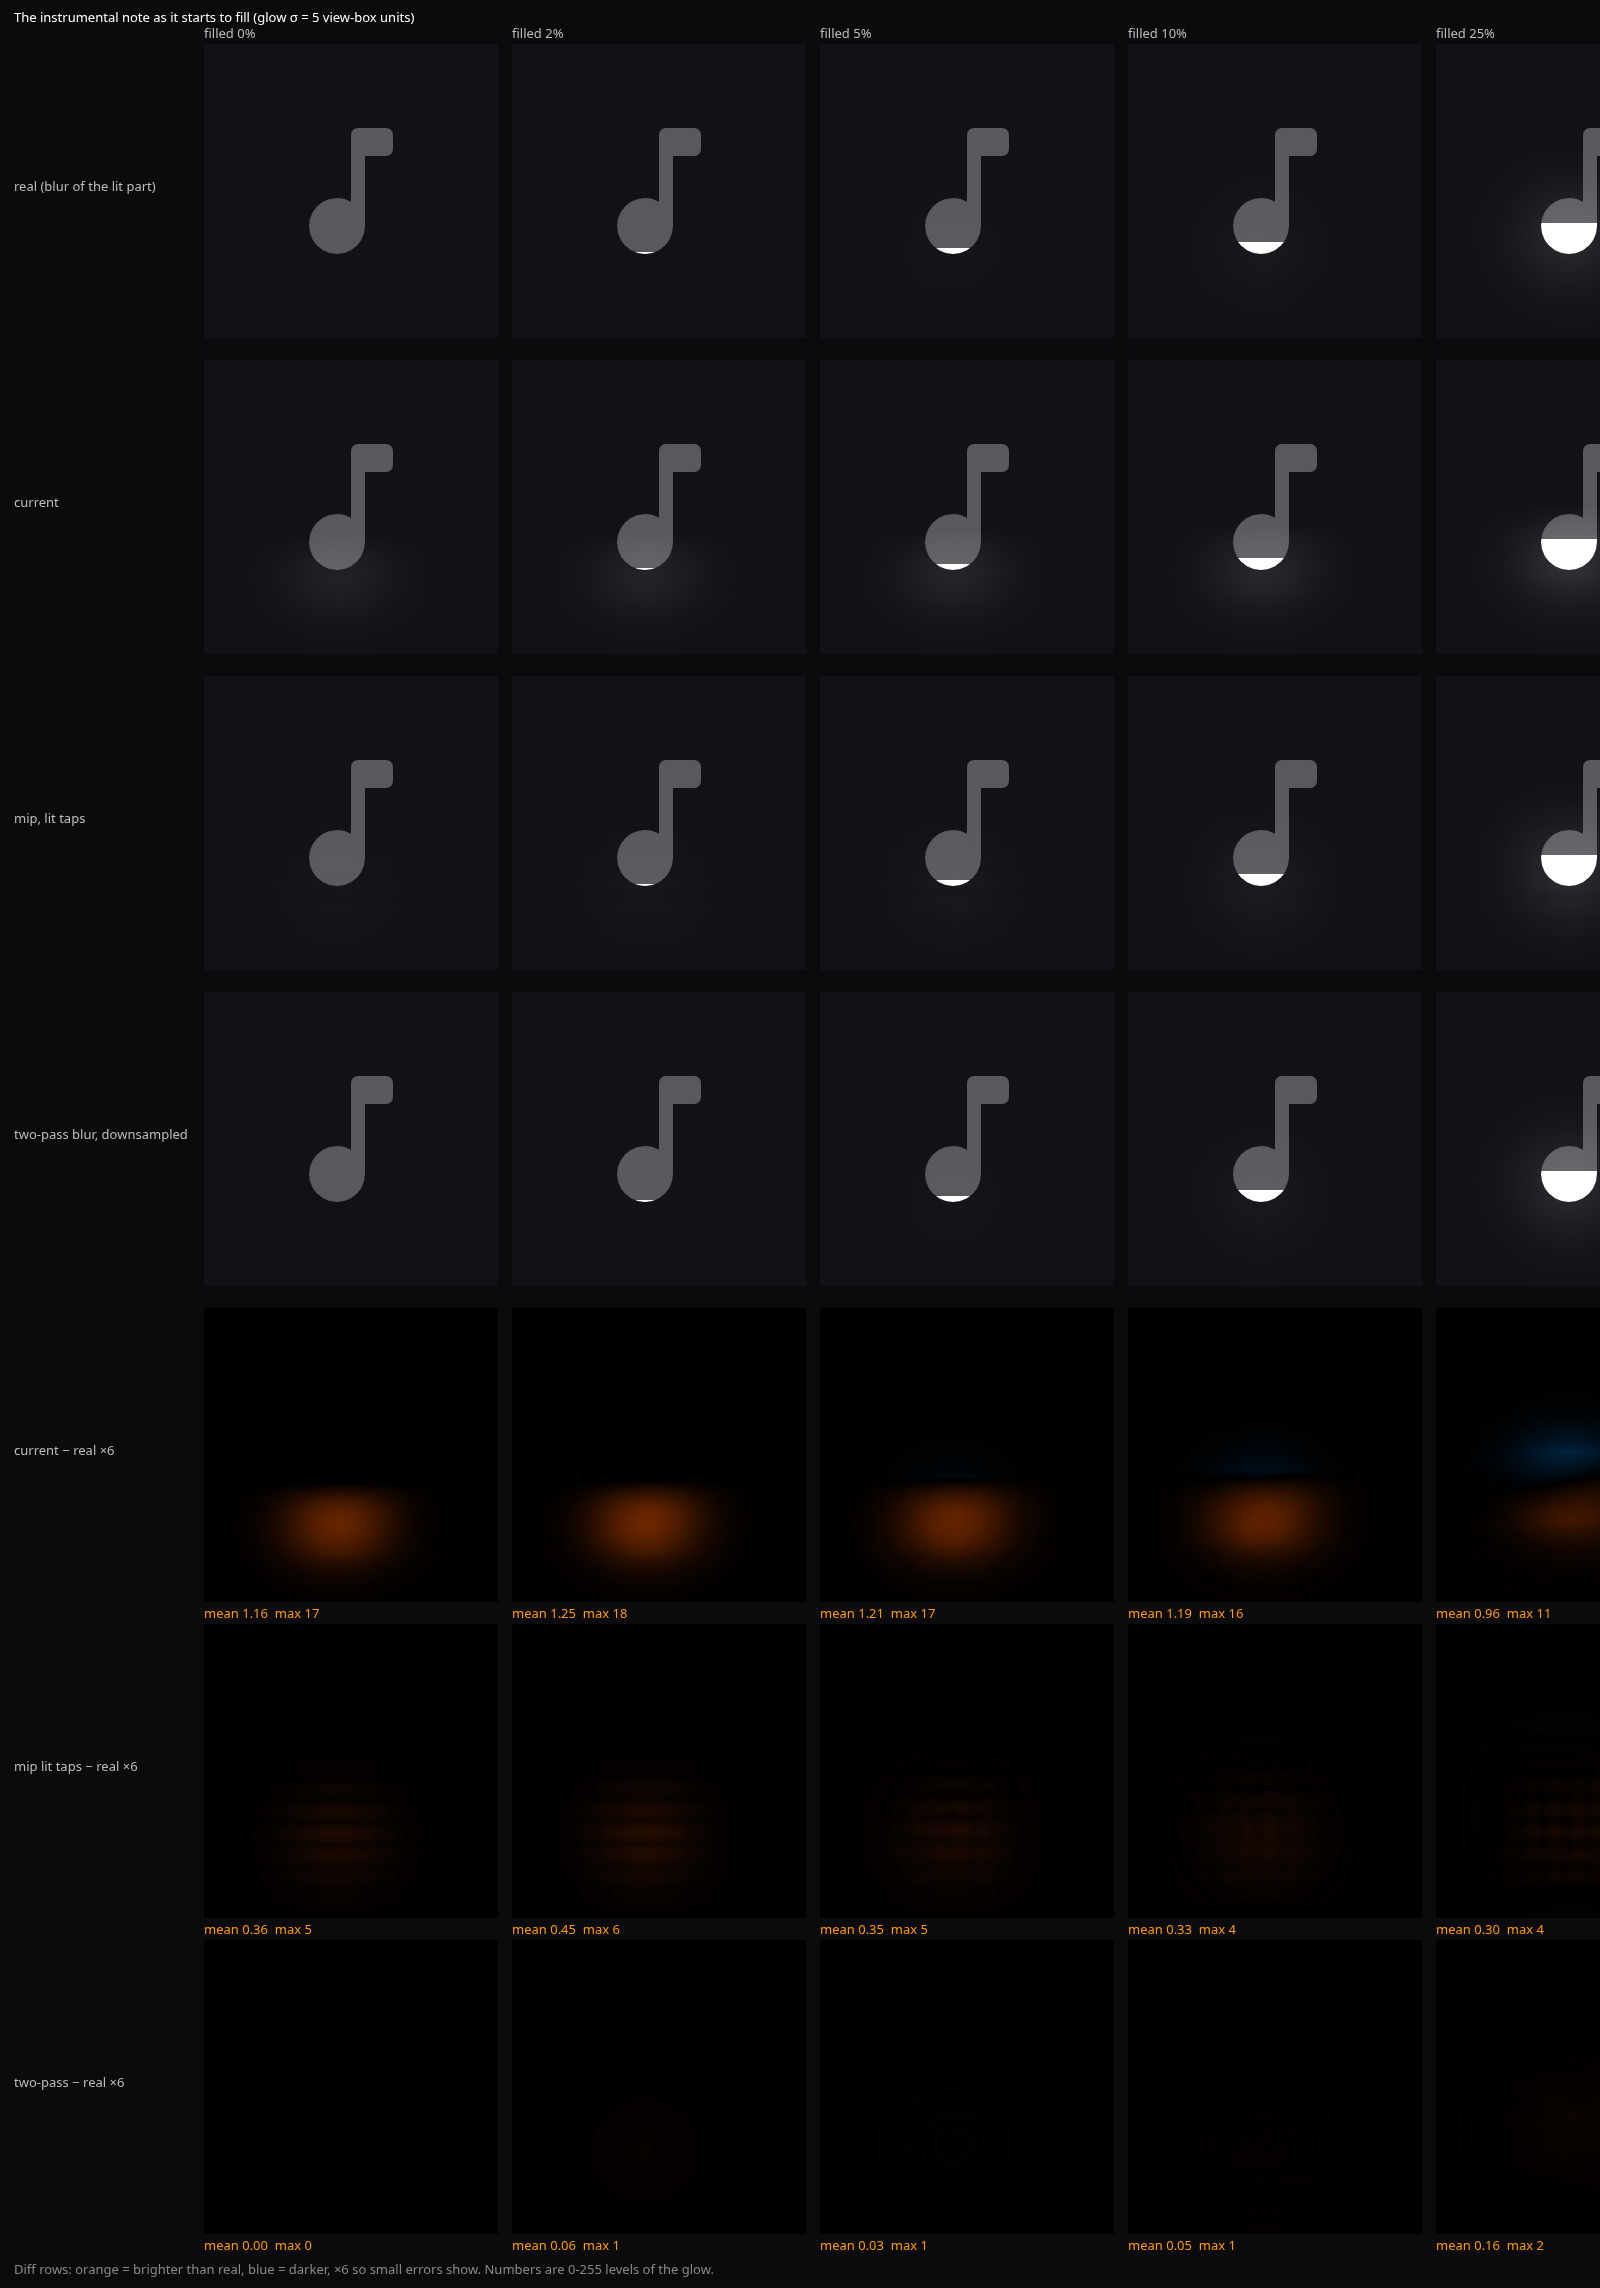 The instrumental note as it starts to fill (glow σ = 5 view-box units)
filled 0%
filled 2%
filled 5%
filled 10%
filled 25%
real (blur of the lit part)
current
mip, lit taps
two-pass blur, downsampled
current − real ×6
mean 1.16 max 17
mean 1.25 max 18
mean 1.21 max 17
mean 1.19 max 16
mean 0.96 max 11
mip lit taps − real ×6
mean 0.36 max 5
mean 0.45 max 6
mean 0.35 max 5
mean 0.33 max 4
mean 0.30 max 4
two-pass − real ×6
mean 0.00 max 0
mean 0.06 max 1
mean 0.03 max 1
mean 0.05 max 1
mean 0.16 max 2
Diff rows: orange = brighter than real, blue = darker, ×6 so small errors show. Numbers are 0-255 levels of the glow.